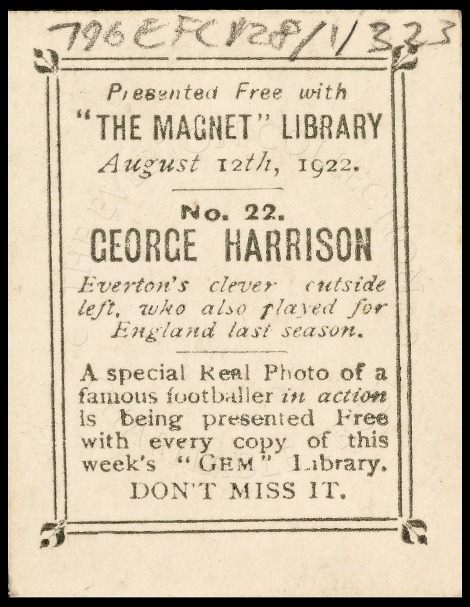 796 EFC 1/28/1/323
Presented Free with
"THE MAGNET" LIBRARY
August 12th, 1922.
No. 22.
GEORGE HARRISON
Everton's clever outside
left, who also played for
England last season.
A special Real Photo of a
famous footballer in action
is being presented Free
with every copy of this
week's "GEM" Library.
DON'T MISS IT.